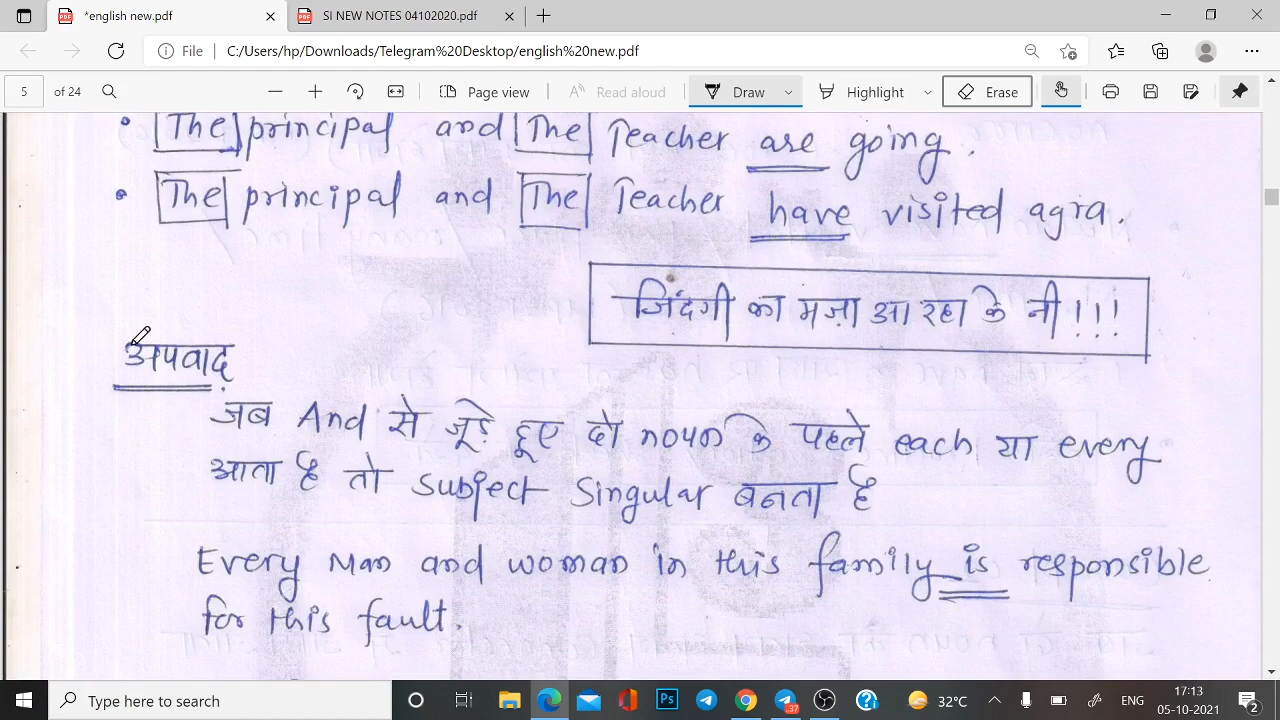 *english new.pdf
SI NEW NOTES 04102020.pdf
File C:/Users/hp/Downloads/Telegram%20Desktop/english%20new.pdf
5 of 24 Page view Read aloud Draw Highlight Erase
• The principal and The Teacher are going.
• The principal and The Teacher have visited agra.
जिंदगी का मज़ा आ रहा के नी!!!
अपवाद
जब And से जूड़े हूए दो noun के पहले each या every
आता है तो subject singular बनता है
Every Man and woman in this family is responsible
for this fault.
Type here to search
Ps
37
32°C
ENG
17:13
05-10-2021
2